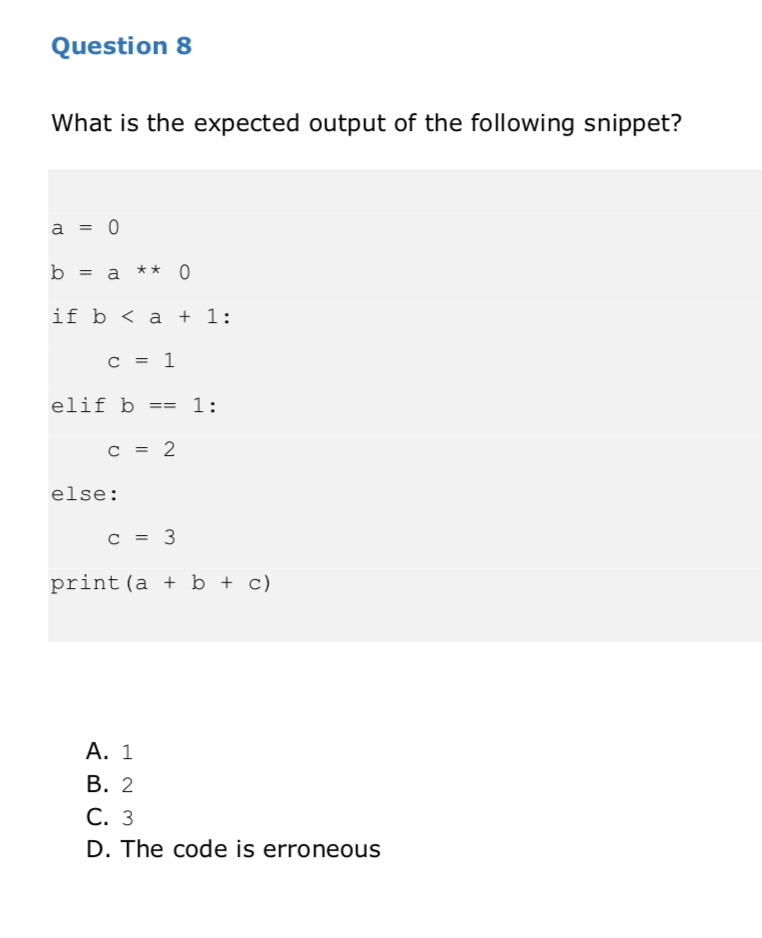 Question 8
What is the expected output of the following snippet?
a = 0
b = a ** 0
if b < a + 1:
    c = 1
elif b == 1:
    c = 2
else:
    c = 3
print(a + b + c)
A. 1
B. 2
C. 3
D. The code is erroneous